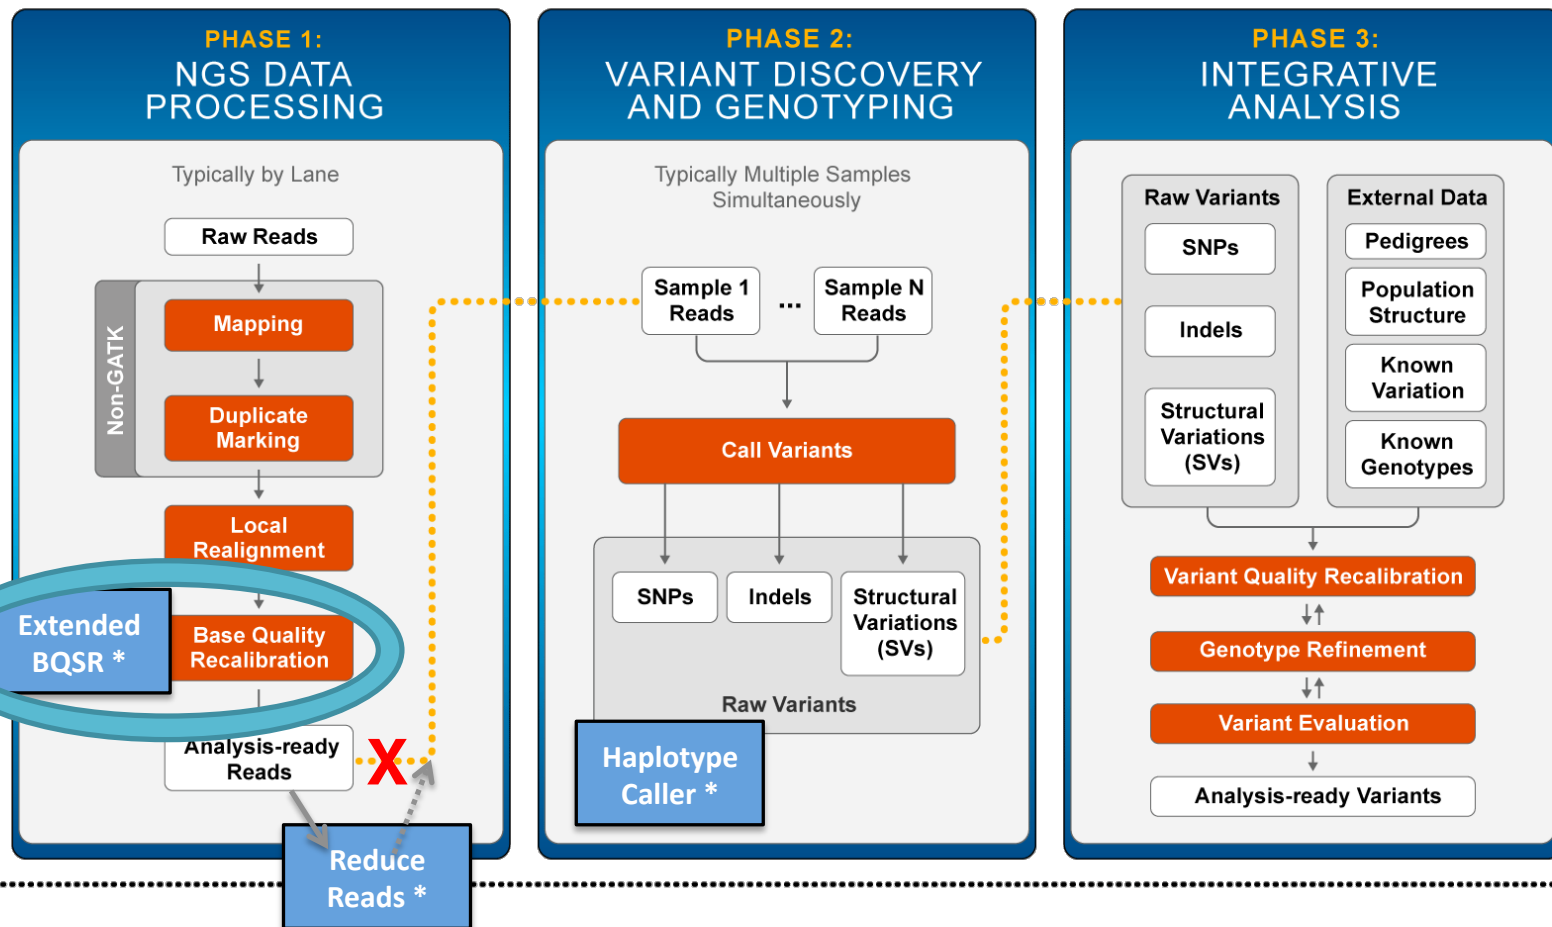 PHASE 1:
NGS DATA
PROCESSING
Typically by Lane
Raw Reads
Non-GATK
Mapping
Duplicate
Marking
Local
Realignment
Extended
BQSR *
Base Quality
Recalibration
Analysis-ready
Reads
X
Reduce
Reads *
PHASE 2:
VARIANT DISCOVERY
AND GENOTYPING
Typically Multiple Samples
Simultaneously
Sample 1
Reads
...
Sample N
Reads
Call Variants
SNPs
Indels
Structural
Variations
(SVs)
Raw Variants
Haplotype
Caller *
PHASE 3:
INTEGRATIVE
ANALYSIS
Raw Variants
SNPs
Indels
Structural
Variations
(SVs)
External Data
Pedigrees
Population
Structure
Known
Variation
Known
Genotypes
Variant Quality Recalibration
Genotype Refinement
Variant Evaluation
Analysis-ready Variants